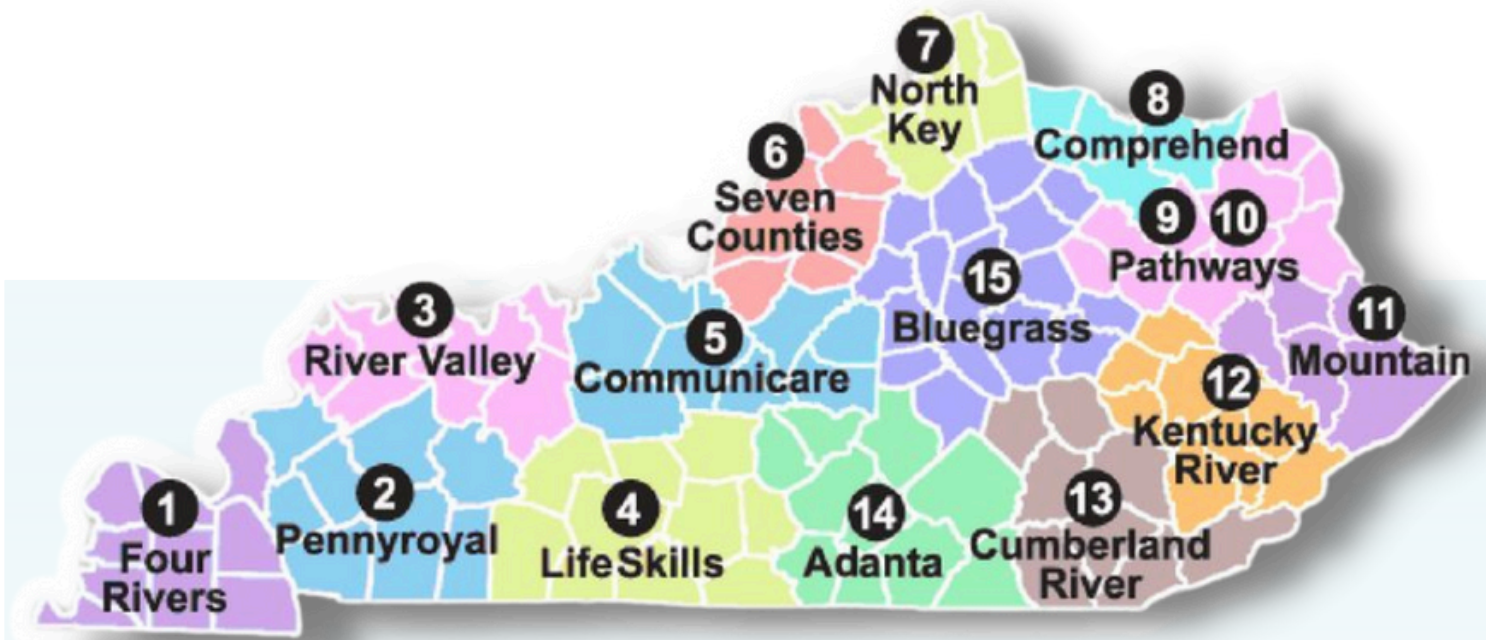 7
North
Key
8
Comprehend
6
Seven
Counties
9 10
Pathways
15
Bluegrass
3
River Valley
5
Communicare
11
Mountain
12
Kentucky
River
2
Pennyroyal
1
Four
Rivers
4
LifeSkills
14
Adanta
13
Cumberland
River